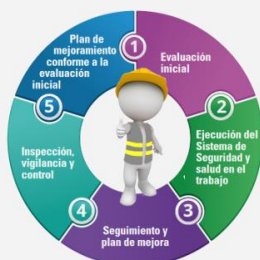 1
Evaluación
inicial
2
Ejecución del
Sistema de
Seguridad y
salud en el
trabajo
3
Seguimiento y
plan de mejora
4
Inspección,
vigilancia y
control
5
Plan de
mejoramiento
conforme a la
evaluación
inicial